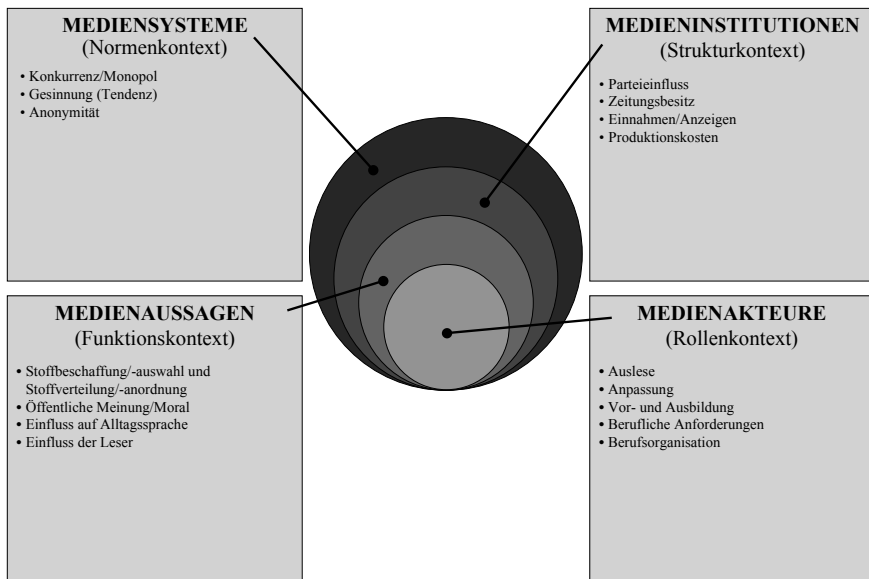 MEDIENSYSTEME
(Normenkontext)
• Konkurrenz/Monopol
• Gesinnung (Tendenz)
• Anonymität
MEDIENINSTITUTIONEN
(Strukturkontext)
• Parteieinfluss
• Zeitungsbesitz
• Einnahmen/Anzeigen
• Produktionskosten
MEDIENAUSSAGEN
(Funktionskontext)
• Stoffbeschaffung/-auswahl und
Stoffverteilung/-anordnung
• Öffentliche Meinung/Moral
• Einfluss auf Alltagssprache
• Einfluss der Leser
MEDIENAKTEURE
(Rollenkontext)
• Auslese
• Anpassung
• Vor- und Ausbildung
• Berufliche Anforderungen
• Berufsorganisation